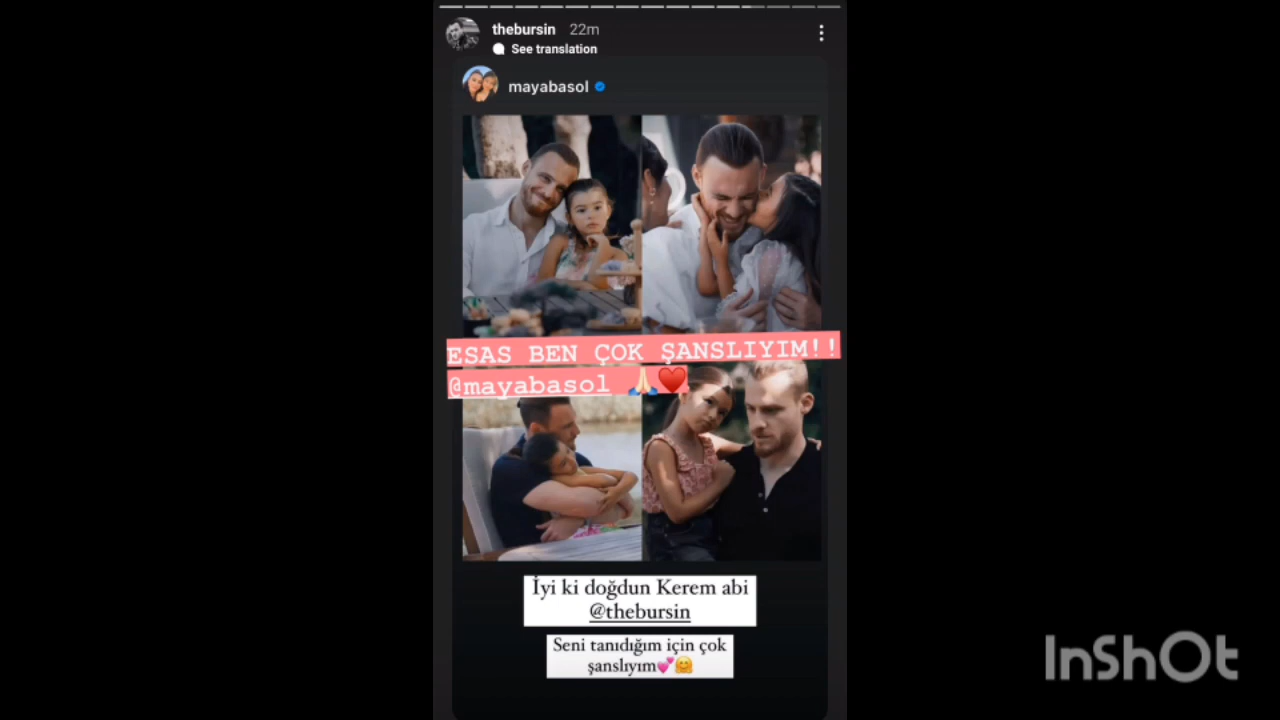 thebursin 22m
See translation
mayabasol
ESAS BEN ÇOK ŞANSLIYIM!!
@mayabasol 🙏🏻❤️
İyi ki doğdun Kerem abi
@thebursin
Seni tanıdığım için çok
şanslıyım💕🤗
InShOt